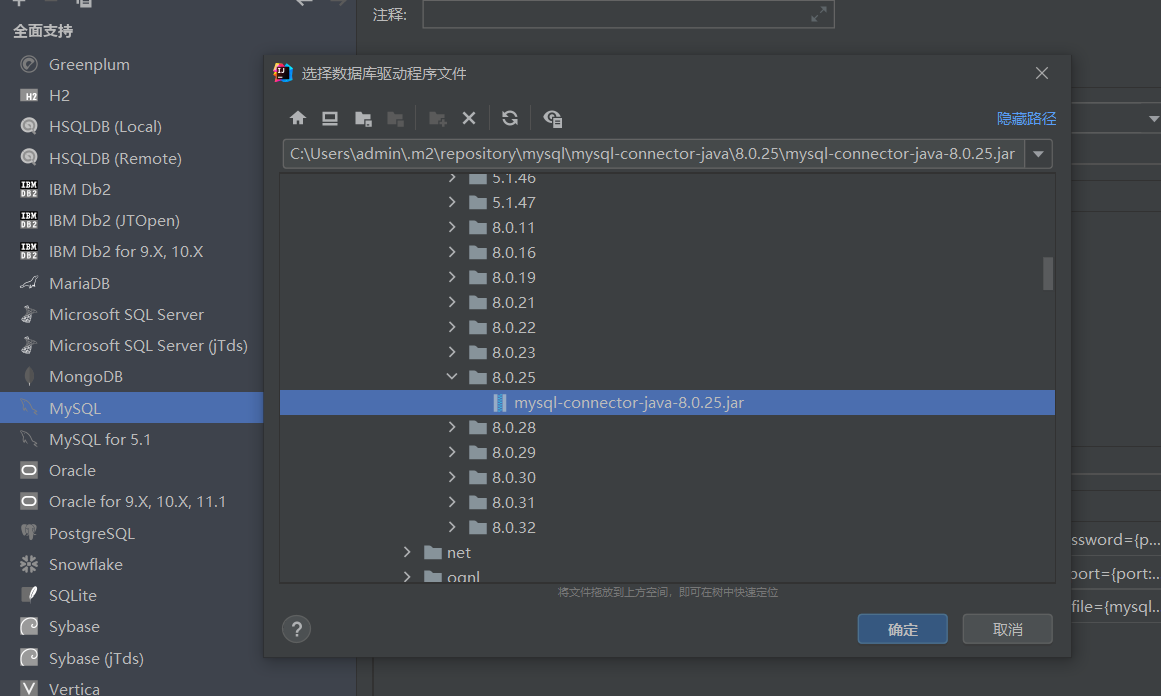 注释:
全面支持
Greenplum
H2
HSQLDB (Local)
HSQLDB (Remote)
IBM Db2
IBM Db2 (JTOpen)
IBM Db2 for 9.X, 10.X
MariaDB
Microsoft SQL Server
Microsoft SQL Server (jTds)
MongoDB
MySQL
MySQL for 5.1
Oracle
Oracle for 9.X, 10.X, 11.1
PostgreSQL
Snowflake
SQLite
Sybase
Sybase (jTds)
Vertica
选择数据库驱动程序文件
隐藏路径
C:\Users\admin\.m2\repository\mysql\mysql-connector-java\8.0.25\mysql-connector-java-8.0.25.jar
5.1.46
5.1.47
8.0.11
8.0.16
8.0.19
8.0.21
8.0.22
8.0.23
8.0.25
mysql-connector-java-8.0.25.jar
8.0.28
8.0.29
8.0.30
8.0.31
8.0.32
net
ognl
将文件拖放到上方空间，即可在树中快速定位
?
确定
取消
ssword={p...
port={port:...
file={mysql...